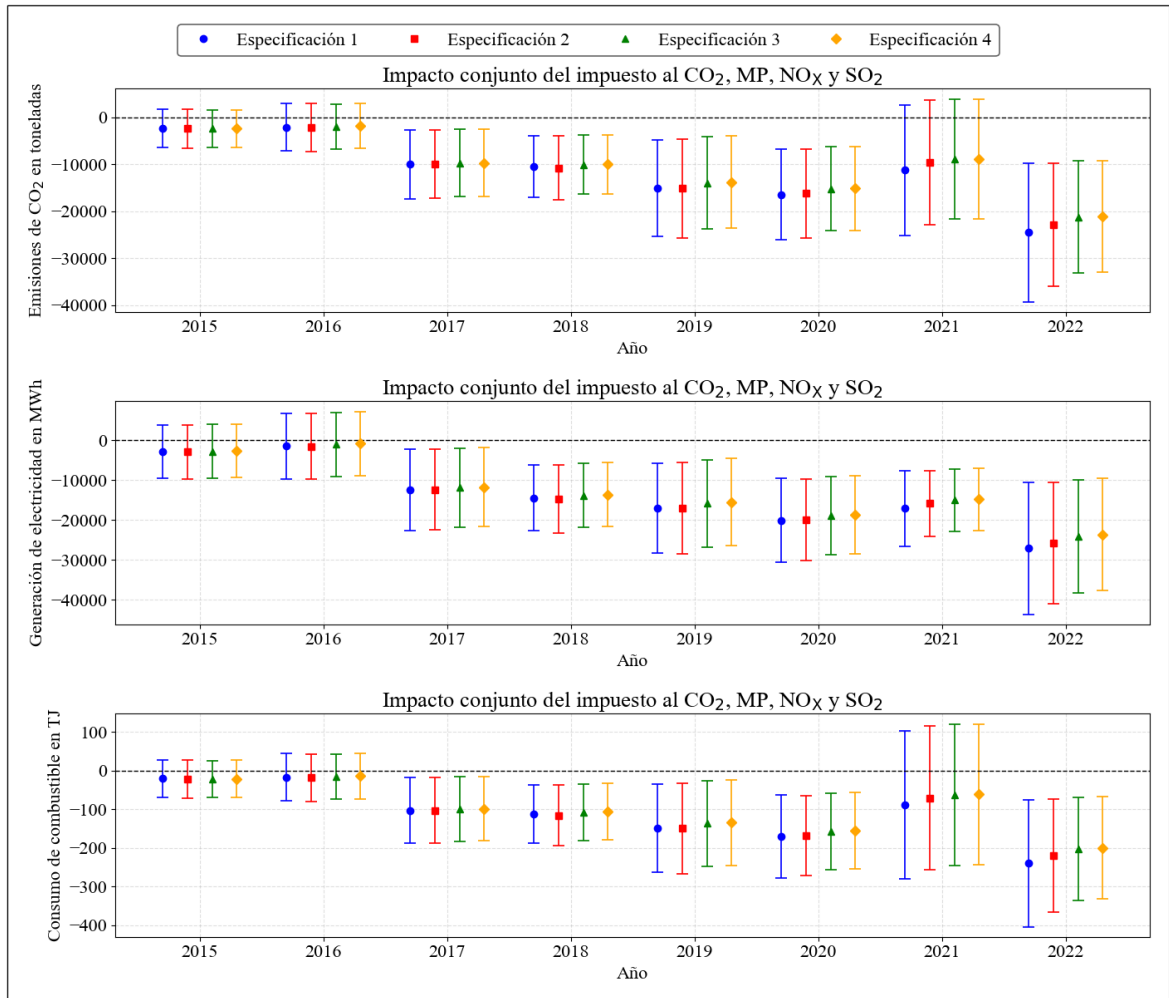 Especificación 1 Especificación 2 Especificación 3 Especificación 4
Impacto conjunto del impuesto al CO₂, MP, NOₓ y SO₂
Emisiones de CO₂ en toneladas
0
−10000
−20000
−30000
−40000
2015 2016 2017 2018 2019 2020 2021 2022
Año
Impacto conjunto del impuesto al CO₂, MP, NOₓ y SO₂
Generación de electricidad en MWh
0
−10000
−20000
−30000
−40000
2015 2016 2017 2018 2019 2020 2021 2022
Año
Impacto conjunto del impuesto al CO₂, MP, NOₓ y SO₂
Consumo de combustible en TJ
100
0
−100
−200
−300
−400
2015 2016 2017 2018 2019 2020 2021 2022
Año